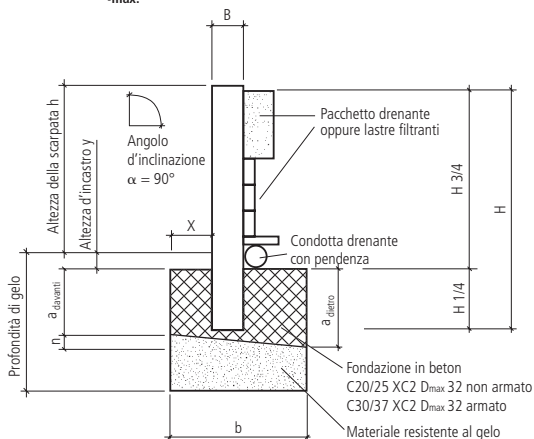 -max.
B
Altezza della scarpata h
Altezza d'incastro y
Angolo
d'inclinazione
α = 90°
Pacchetto drenante
oppure lastre filtranti
H 3/4
H
X
Condotta drenante
con pendenza
Profondità di gelo
a davanti
n
a dietro
H 1/4
Fondazione in beton
C20/25 XC2 Dmax 32 non armato
C30/37 XC2 Dmax 32 armato
b
Materiale resistente al gelo